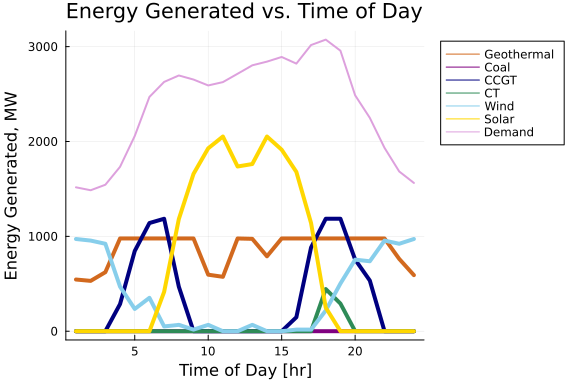 Energy Generated vs. Time of Day
Energy Generated, MW
3000
2000
1000
0
5
10
15
20
Time of Day [hr]
Geothermal
Coal
CCGT
CT
Wind
Solar
Demand